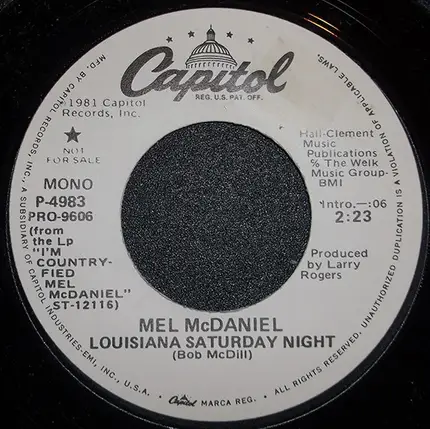 Capitol
REG. U.S. PAT. OFF.
℗1981 Capitol
Records, Inc.
★
NOT
FOR SALE
MONO
P-4983
PRO-9606
(from
the Lp
"I'M
COUNTRY-
FIED
MEL
McDANIEL"
ST-12116)
Hall-Clement
Music
Publications
% The Welk
Music Group-
BMI
Intro.—:06
2:23
Produced
by Larry
Rogers
MEL McDANIEL
LOUISIANA SATURDAY NIGHT
(Bob McDill)
MFD. BY CAPITOL RECORDS, INC., A SUBSIDIARY OF CAPITOL INDUSTRIES-EMI, INC., U.S.A. • Capitol MARCA REG. • ALL RIGHTS RESERVED. UNAUTHORIZED DUPLICATION IS A VIOLATION OF APPLICABLE LAWS.